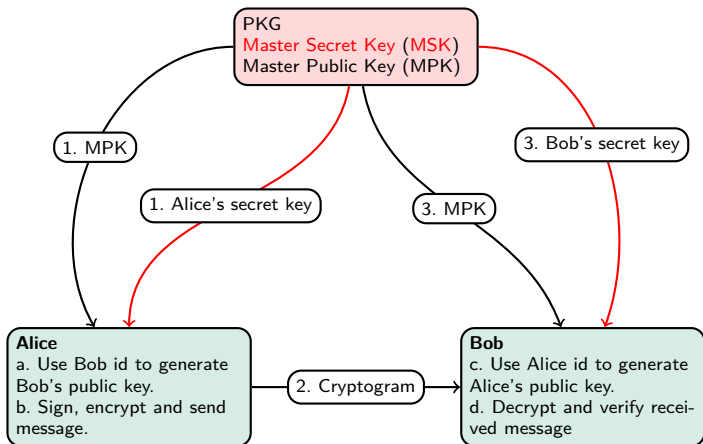 PKG
Master Secret Key (MSK)
Master Public Key (MPK)
1. MPK
3. Bob's secret key
1. Alice's secret key
3. MPK
Alice
a. Use Bob id to generate
Bob's public key.
b. Sign, encrypt and send
message.
2. Cryptogram
Bob
c. Use Alice id to generate
Alice's public key.
d. Decrypt and verify recei-
ved message